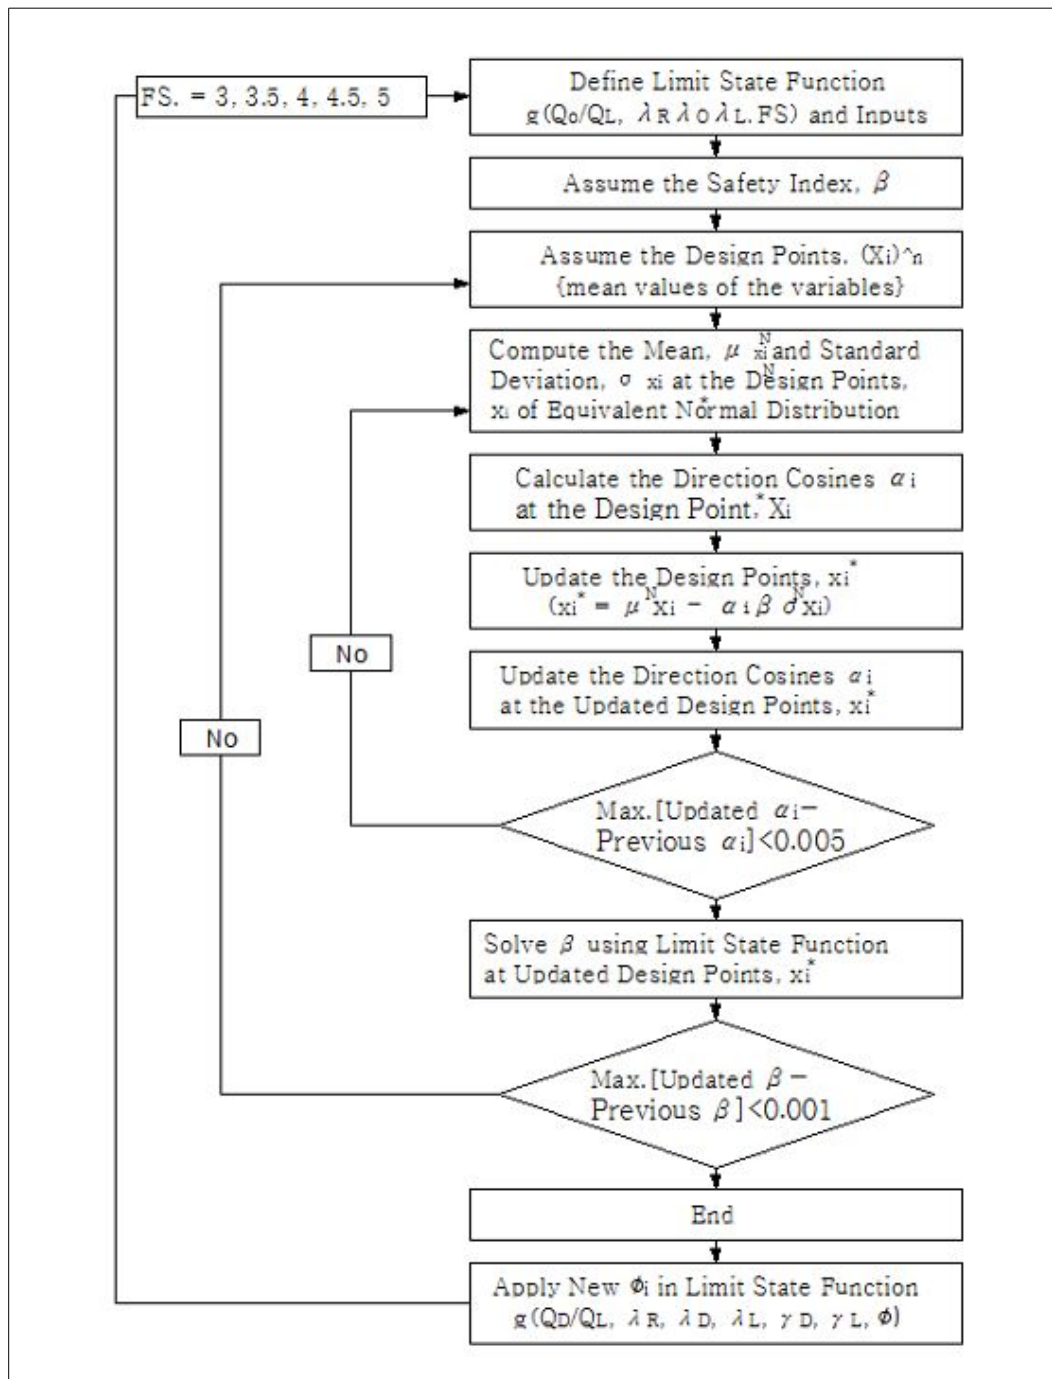 FS. = 3, 3.5, 4, 4.5, 5
Define Limit State Function
g(Qo/QL, λR λO λL. FS) and Inputs
Assume the Safety Index, β
Assume the Design Points. (Xi)^n
{mean values of the variables}
Compute the Mean, μ xi^N and Standard
Deviation, σ xi^N at the Design Points,
xi* of Equivalent Normal Distribution
Calculate the Direction Cosines αi
at the Design Point,* Xi
Update the Design Points, xi*
(xi* = μ^N xi - αi β σ^N xi)
No
Update the Direction Cosines αi
at the Updated Design Points, xi*
No
Max. [Updated αi-
Previous αi]<0.005
Solve β using Limit State Function
at Updated Design Points, xi*
Max. [Updated β-
Previous β]<0.001
End
Apply New Φi in Limit State Function
g(QD/QL, λR, λD, λL, γD, γL, Φ)